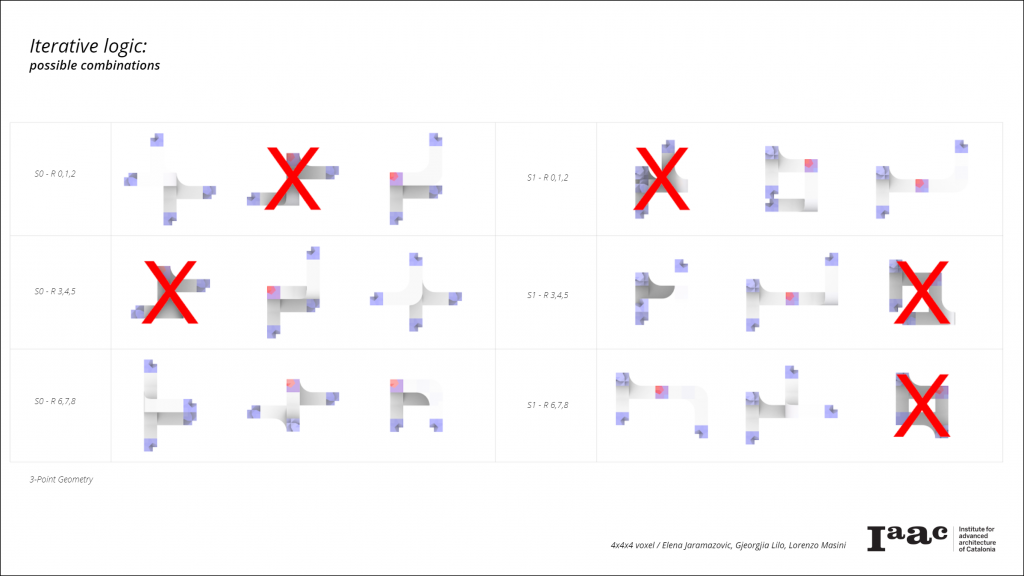 Iterative logic:
possible combinations
S0 - R 0,1,2
S1 - R 0,1,2
S0 - R 3,4,5
S1 - R 3,4,5
S0 - R 6,7,8
S1 - R 6,7,8
3-Point Geometry
4x4x4 voxel / Elena Jaramazovic, Gjeorgjia Lilo, Lorenzo Masini
Iaac
Institute for
advanced
architecture
of Catalonia